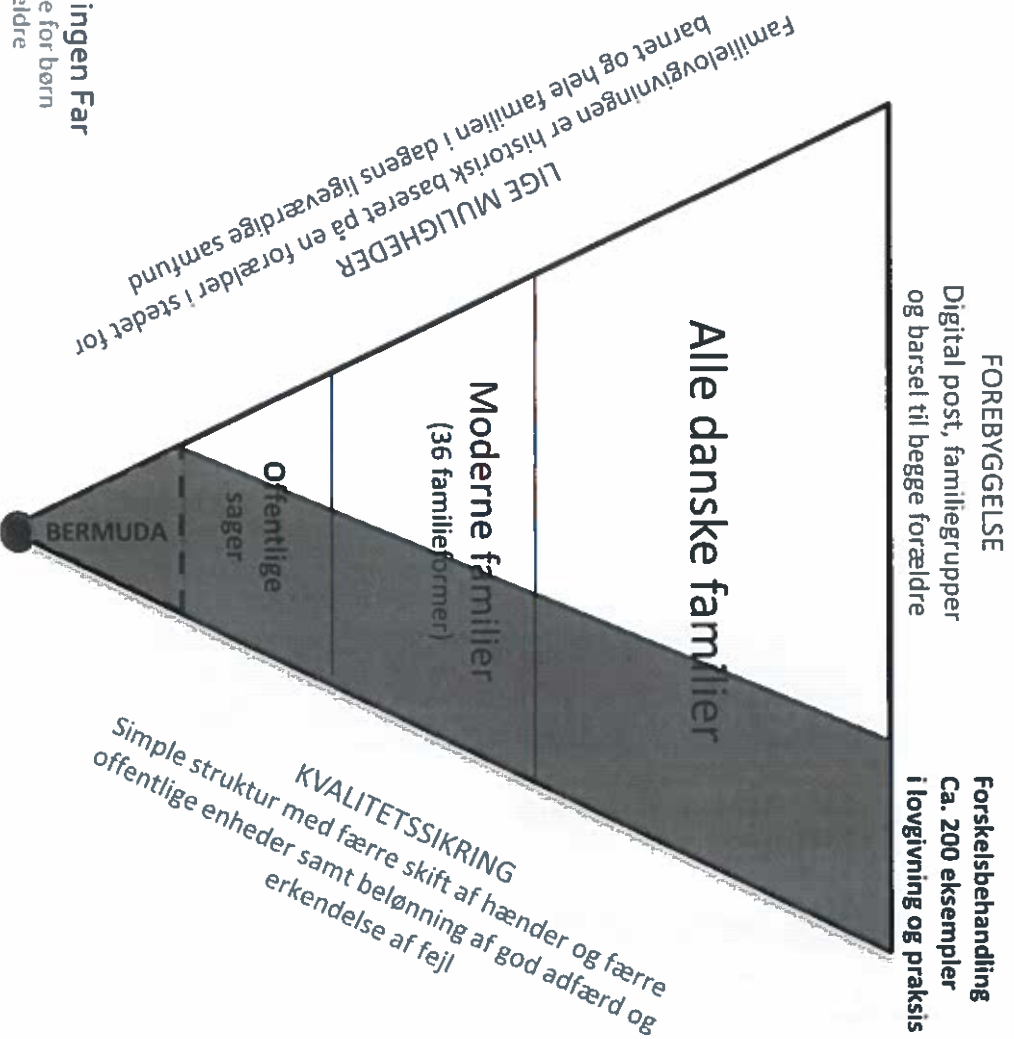 FOREBYGGELSE
Digital post, familiegrupper
og barsel til begge forældre
Forskelsbehandling
Ca. 200 eksempler
i lovgivning og praksis
Alle danske familier
Moderne familier
(36 familieformer)
Offentlige
sager
BERMUDA
LIGE MULIGHEDER
Familielovgivningen er historisk baseret på en forælder i stedet for
barnet og hele familien i dagens ligeværdige samfund
KVALITETSSIKRING
Simple struktur med færre skift af hænder og færre
offentlige enheder samt belønning af god adfærd og
erkendelse af fejl
ingen Far
for børn